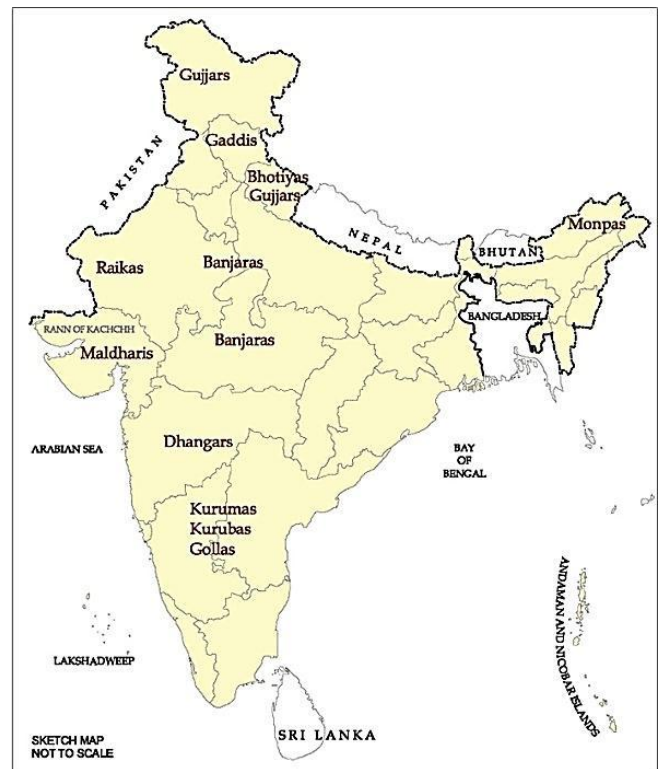 Gujjars
Gaddis
PAKISTAN
Bhotiyas
Gujjars
NEPAL
BHUTAN
Monpas
Raikas
Banjaras
BANGLADESH
RANN OF KACHCHH
Maldharis
Banjaras
ARABIAN SEA
Dhangars
BAY
OF
BENGAL
Kurumas
Kurubas
Gollas
ANDAMAN AND NICOBAR ISLANDS
LAKSHADWEEP
SRI LANKA
SKETCH MAP
NOT TO SCALE